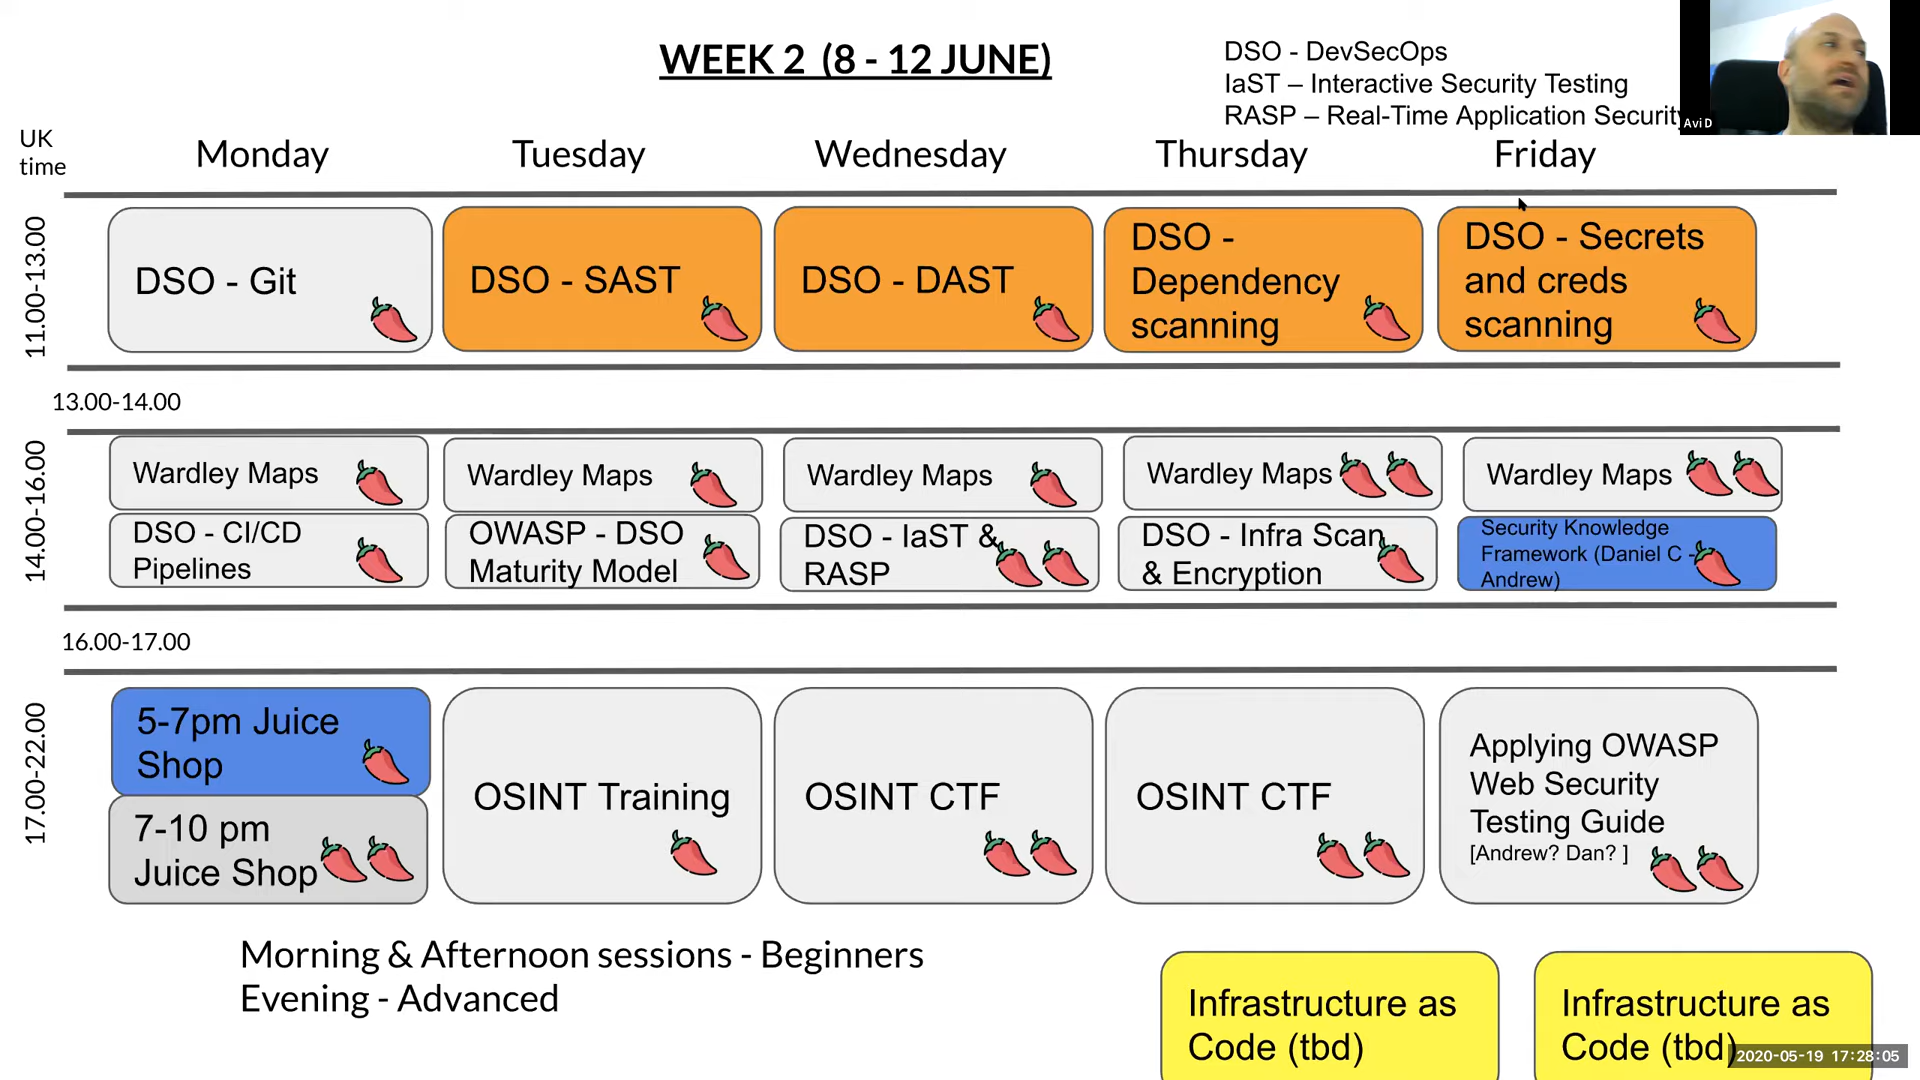 WEEK 2 (8 - 12 JUNE)
DSO - DevSecOps
IaST – Interactive Security Testing
RASP – Real-Time Application Security
Avi D
UK
time
Monday
Tuesday
Wednesday
Thursday
Friday
11.00-13.00
DSO - Git
DSO - SAST
DSO - DAST
DSO -
Dependency
scanning
DSO - Secrets
and creds
scanning
13.00-14.00
14.00-16.00
Wardley Maps
Wardley Maps
Wardley Maps
Wardley Maps
Wardley Maps
DSO - CI/CD
Pipelines
OWASP - DSO
Maturity Model
DSO - IaST &
RASP
DSO - Infra Scan
& Encryption
Security Knowledge
Framework (Daniel C -
Andrew)
16.00-17.00
17.00-22.00
5-7pm Juice
Shop
7-10 pm
Juice Shop
OSINT Training
OSINT CTF
OSINT CTF
Applying OWASP
Web Security
Testing Guide
[Andrew? Dan? ]
Morning & Afternoon sessions - Beginners
Evening - Advanced
Infrastructure as
Code (tbd)
Infrastructure as
Code (tbd)
2020-05-19 17:28:05